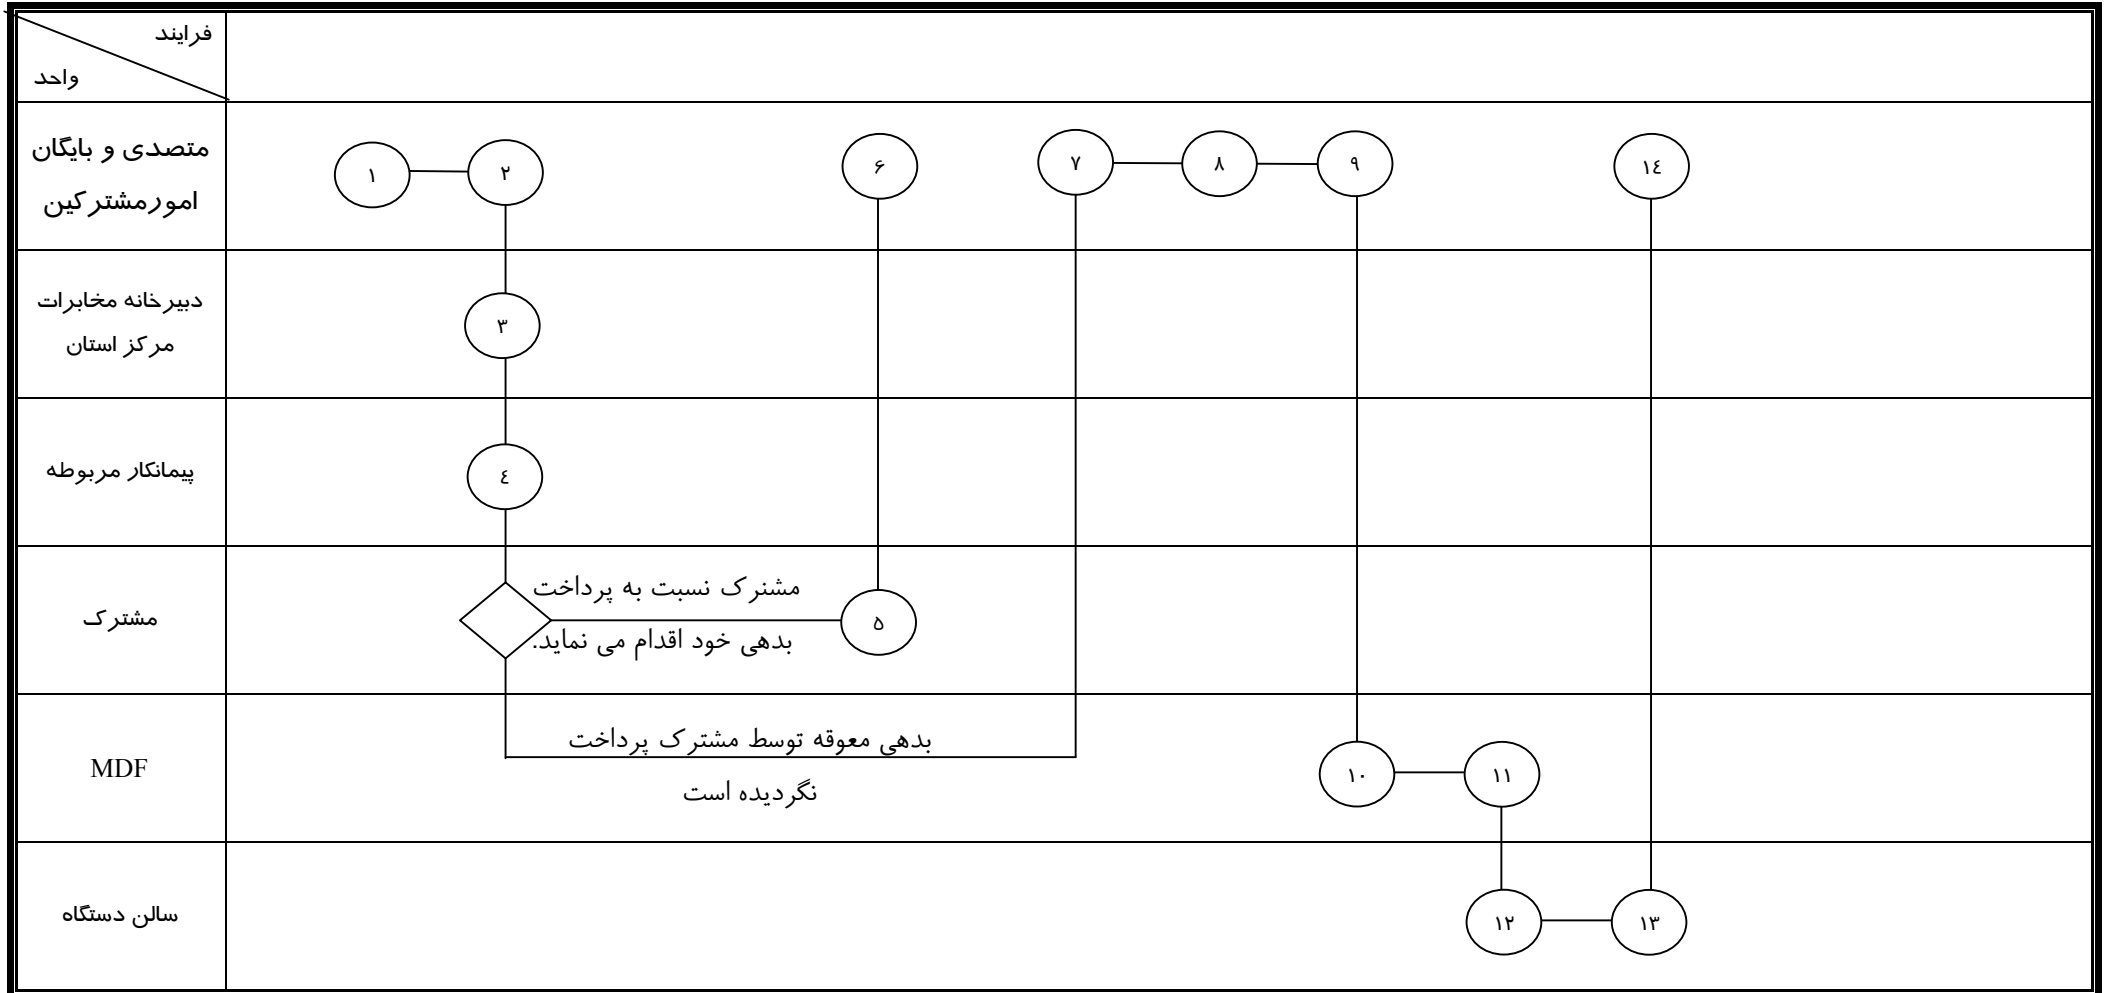 فرایند
واحد
متصدی و بایگان
امورمشترکین
۱
۲
۶
۷
۸
۹
١٤
دبیرخانه مخابرات
مرکز استان
۳
پیمانکار مربوطه
٤
مشترک
مشنرک نسبت به پرداخت
بدهی خود اقدام می نماید.
۵
MDF
بدهی معوقه توسط مشترک پرداخت
نگردیده است
۱۰
۱۱
سالن دستگاه
۱۲
۱۳